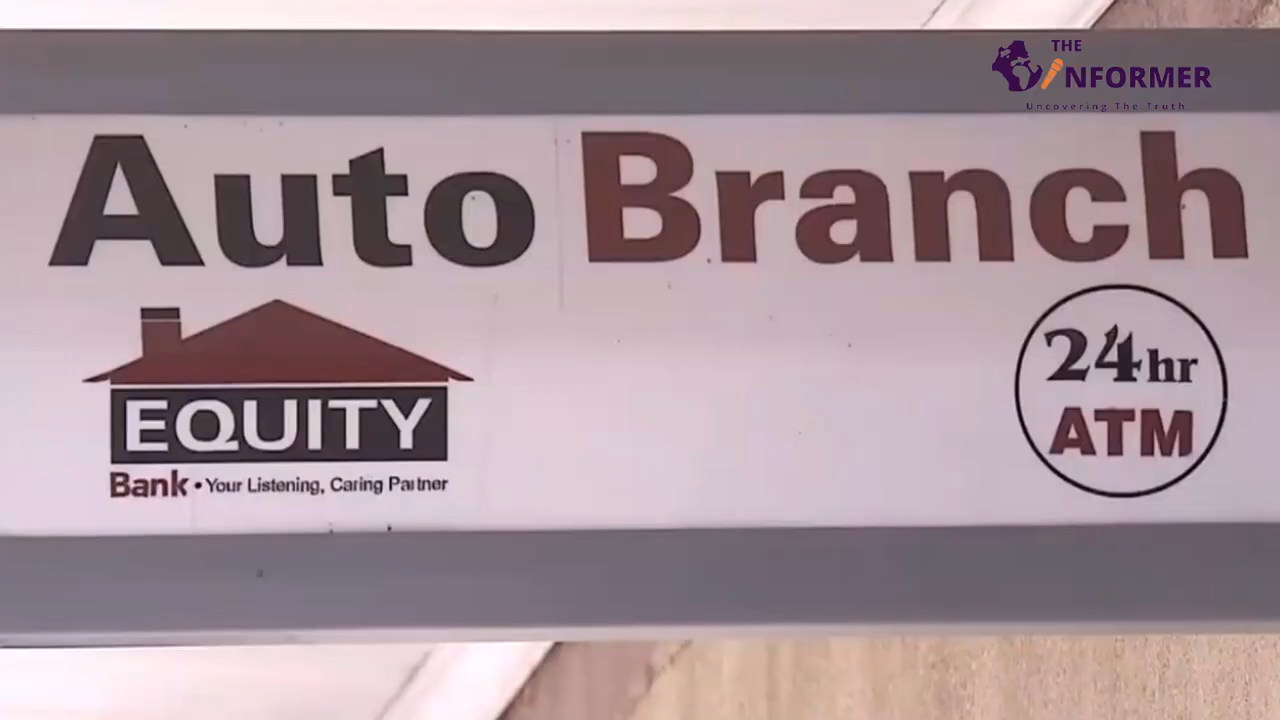 THE
INFORMER
Uncovering The Truth
Auto Branch
EQUITY
Bank • Your Listening, Caring Partner
24hr
ATM